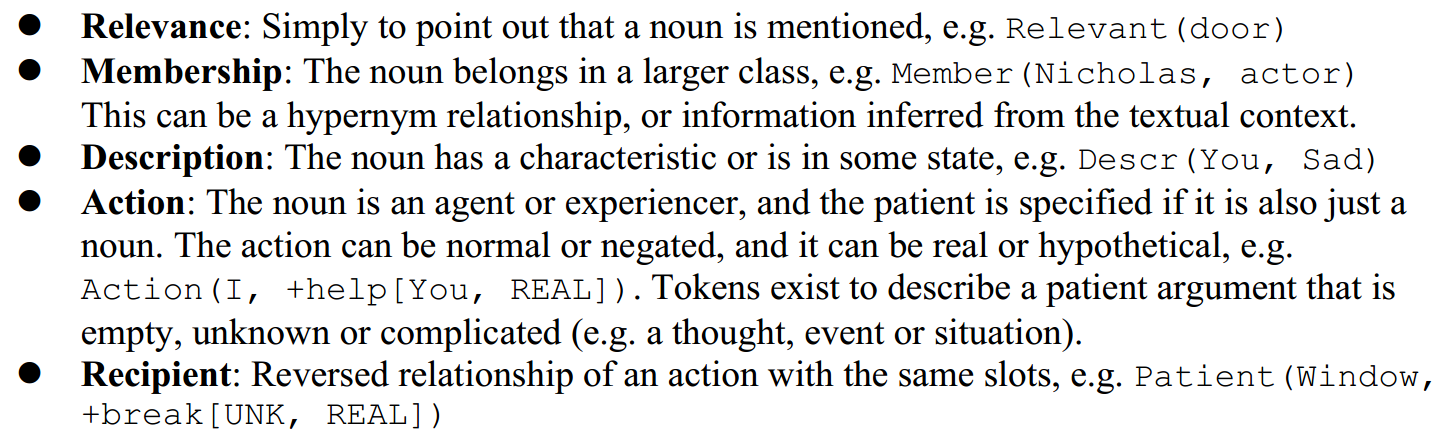 ● Relevance: Simply to point out that a noun is mentioned, e.g. Relevant(door)
● Membership: The noun belongs in a larger class, e.g. Member(Nicholas, actor)
This can be a hypernym relationship, or information inferred from the textual context.
● Description: The noun has a characteristic or is in some state, e.g. Descr(You, Sad)
● Action: The noun is an agent or experiencer, and the patient is specified if it is also just a
noun. The action can be normal or negated, and it can be real or hypothetical, e.g.
Action(I, +help[You, REAL]). Tokens exist to describe a patient argument that is
empty, unknown or complicated (e.g. a thought, event or situation).
● Recipient: Reversed relationship of an action with the same slots, e.g. Patient(Window,
+break[UNK, REAL])